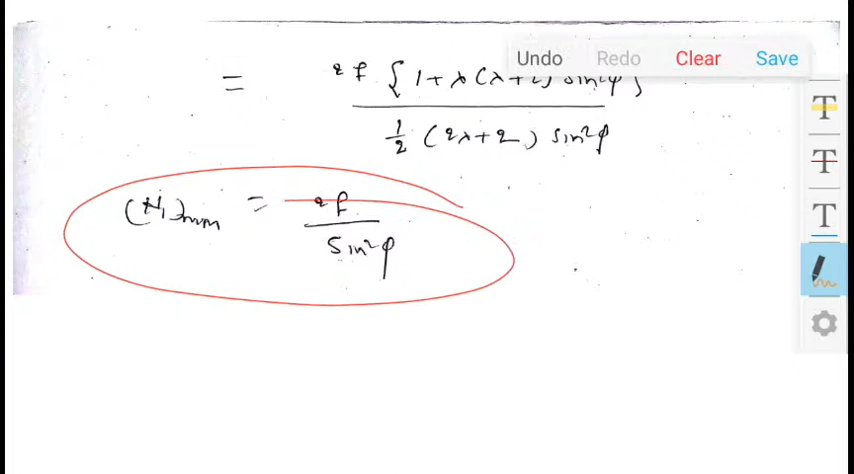 Undo Redo Clear Save
= 2f { 1 + λ (λ+2) sin²φ }
½ (2λ+2) sin²φ
(H₁)min = 2f
sin²φ
T
T
T